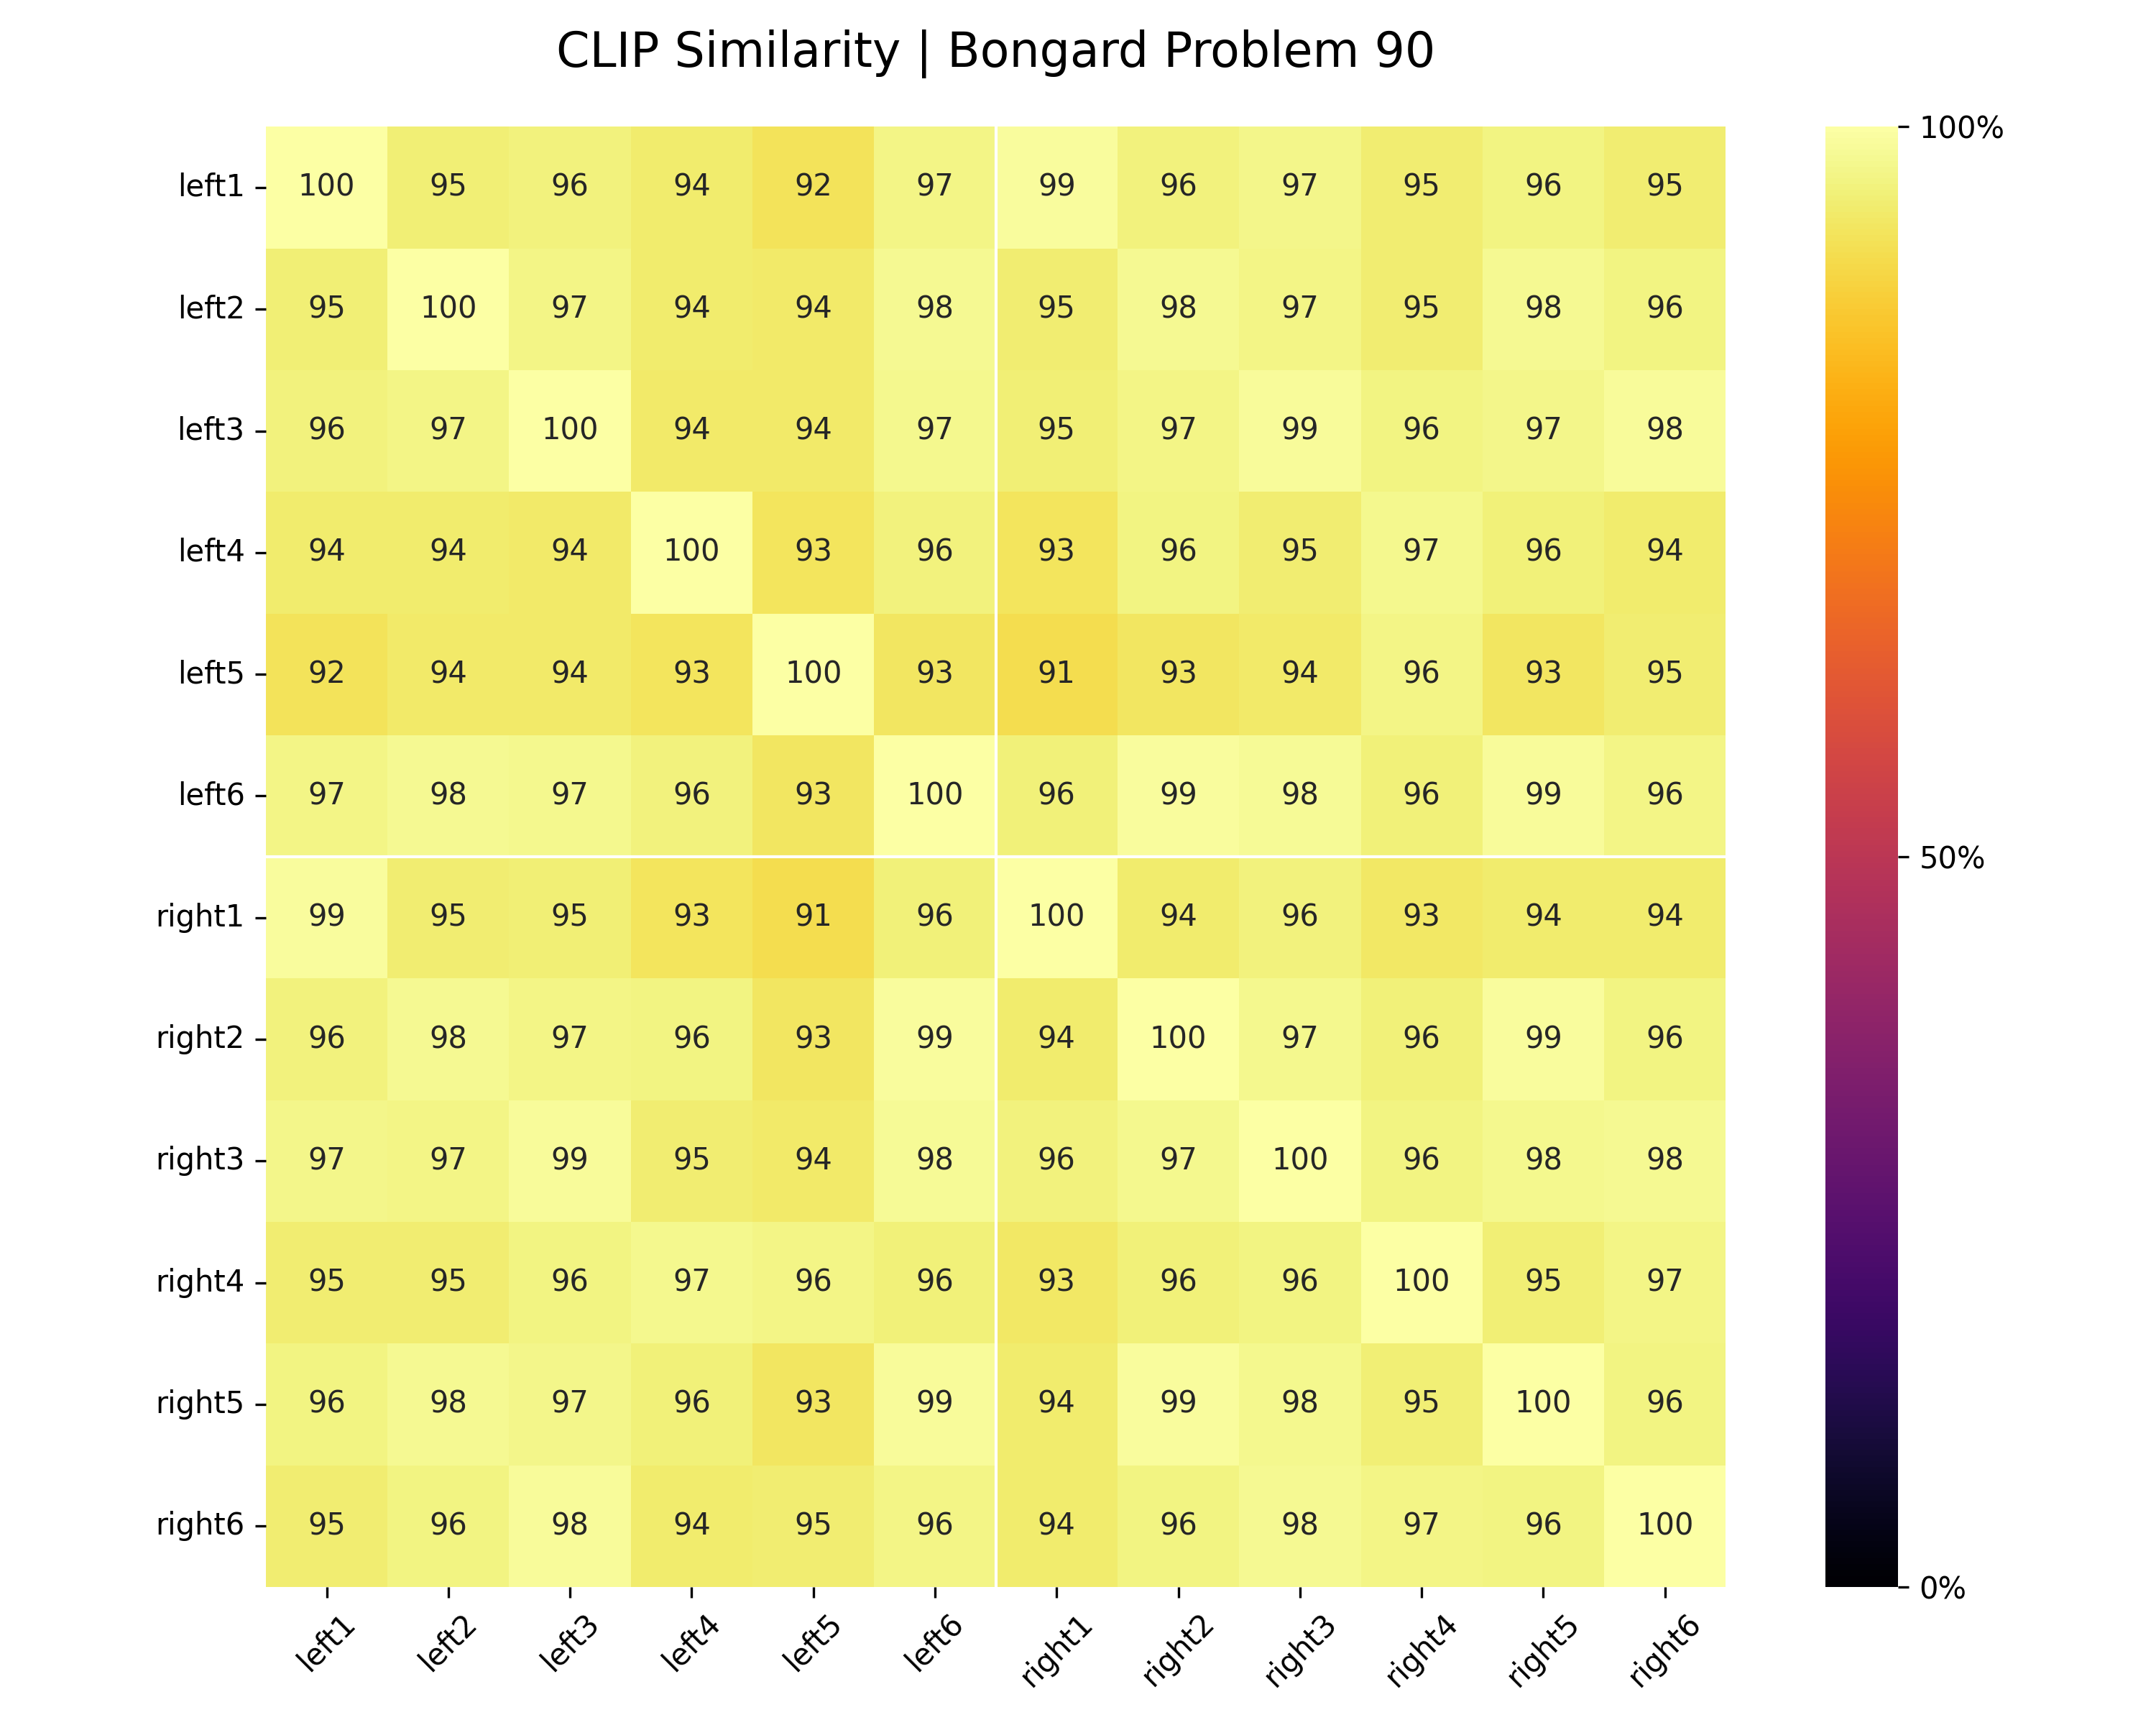 CLIP Similarity | Bongard Problem 90
left1 100 95 96 94 92 97 99 96 97 95 96 95
left2 95 100 97 94 94 98 95 98 97 95 98 96
left3 96 97 100 94 94 97 95 97 99 96 97 98
left4 94 94 94 100 93 96 93 96 95 97 96 94
left5 92 94 94 93 100 93 91 93 94 96 93 95
left6 97 98 97 96 93 100 96 99 98 96 99 96
right1 99 95 95 93 91 96 100 94 96 93 94 94
right2 96 98 97 96 93 99 94 100 97 96 99 96
right3 97 97 99 95 94 98 96 97 100 96 98 98
right4 95 95 96 97 96 96 93 96 96 100 95 97
right5 96 98 97 96 93 99 94 99 98 95 100 96
right6 95 96 98 94 95 96 94 96 98 97 96 100
left1 left2 left3 left4 left5 left6 right1 right2 right3 right4 right5 right6
100%
50%
0%